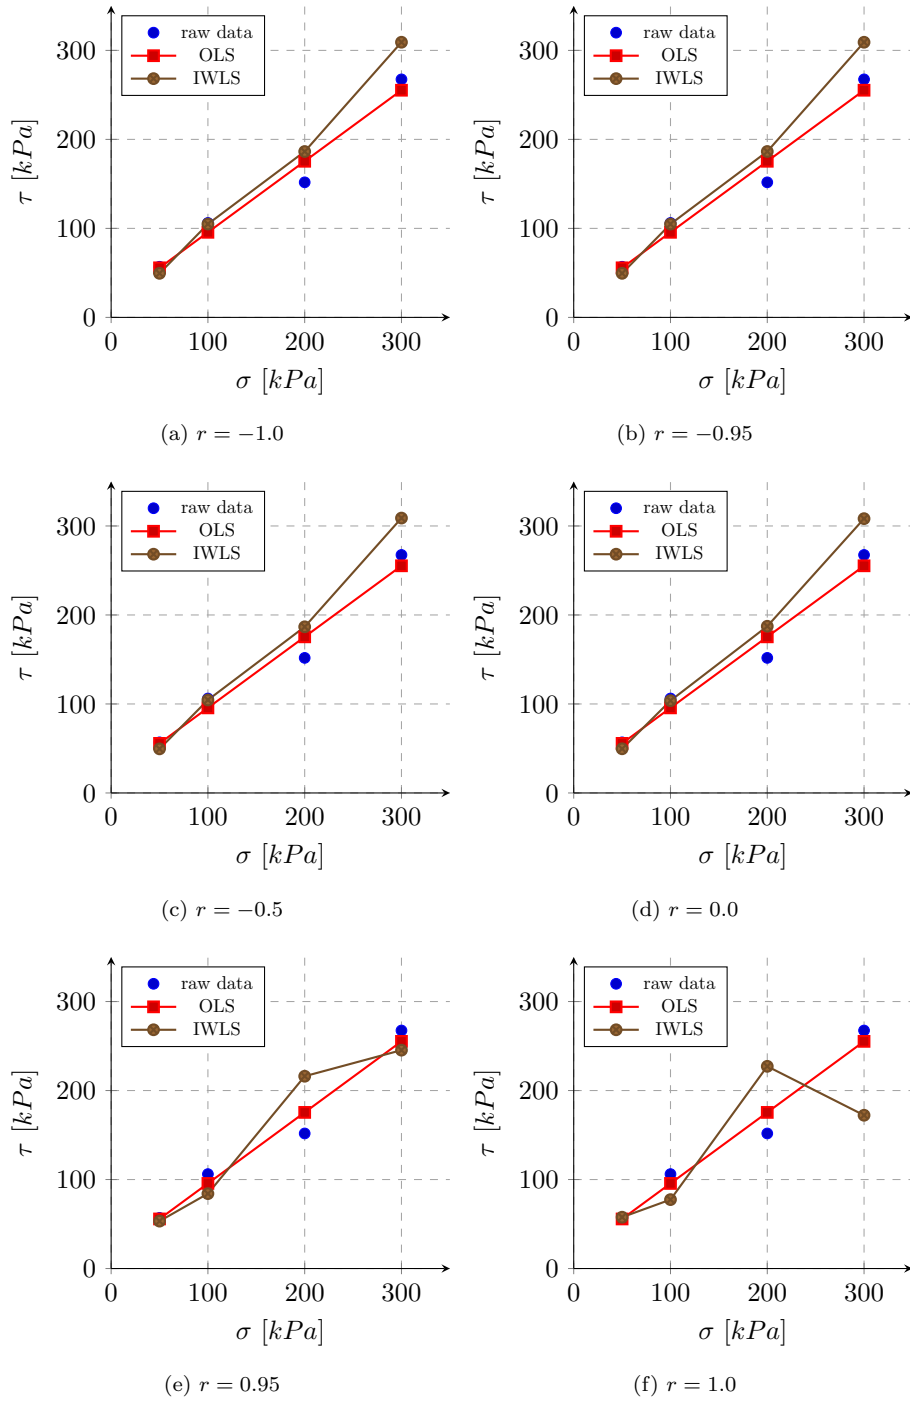 300
200
100
0
τ [kPa]
raw data
OLS
IWLS
0 100 200 300
σ [kPa]
(a) r = −1.0
300
200
100
0
τ [kPa]
raw data
OLS
IWLS
0 100 200 300
σ [kPa]
(b) r = −0.95
300
200
100
0
τ [kPa]
raw data
OLS
IWLS
0 100 200 300
σ [kPa]
(c) r = −0.5
300
200
100
0
τ [kPa]
raw data
OLS
IWLS
0 100 200 300
σ [kPa]
(d) r = 0.0
300
200
100
0
τ [kPa]
raw data
OLS
IWLS
0 100 200 300
σ [kPa]
(e) r = 0.95
300
200
100
0
τ [kPa]
raw data
OLS
IWLS
0 100 200 300
σ [kPa]
(f) r = 1.0